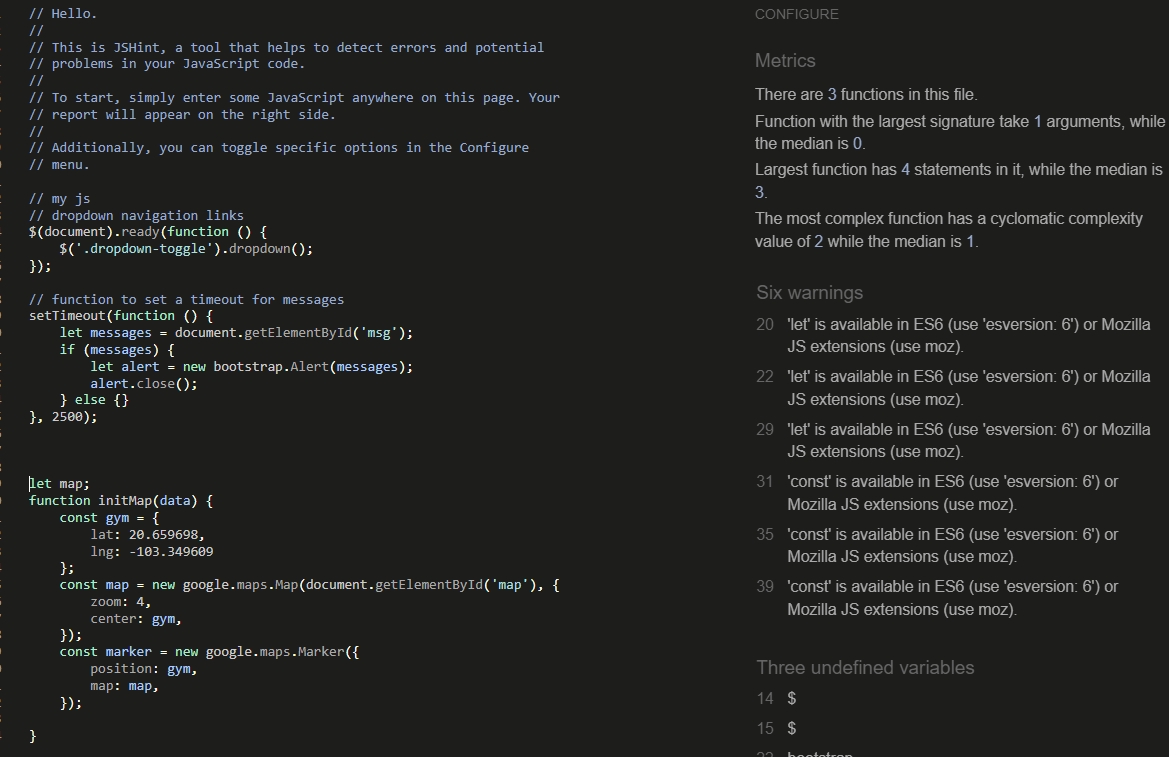 // Hello.
//
// This is JSHint, a tool that helps to detect errors and potential
// problems in your JavaScript code.
//
// To start, simply enter some JavaScript anywhere on this page. Your
// report will appear on the right side.
//
// Additionally, you can toggle specific options in the Configure
// menu.
// my js
// dropdown navigation links
$(document).ready(function () {
    $('.dropdown-toggle').dropdown();
});
// function to set a timeout for messages
setTimeout(function () {
    let messages = document.getElementById('msg');
    if (messages) {
        let alert = new bootstrap.Alert(messages);
        alert.close();
    } else {}
}, 2500);
let map;
function initMap(data) {
    const gym = {
        lat: 20.659698,
        lng: -103.349609
    };
    const map = new google.maps.Map(document.getElementById('map'), {
        zoom: 4,
        center: gym,
    });
    const marker = new google.maps.Marker({
        position: gym,
        map: map,
    });
}
CONFIGURE
Metrics
There are 3 functions in this file.
Function with the largest signature take 1 arguments, while
the median is 0.
Largest function has 4 statements in it, while the median is
3.
The most complex function has a cyclomatic complexity
value of 2 while the median is 1.
Six warnings
20 'let' is available in ES6 (use 'esversion: 6') or Mozilla
JS extensions (use moz).
22 'let' is available in ES6 (use 'esversion: 6') or Mozilla
JS extensions (use moz).
29 'let' is available in ES6 (use 'esversion: 6') or Mozilla
JS extensions (use moz).
31 'const' is available in ES6 (use 'esversion: 6') or
Mozilla JS extensions (use moz).
35 'const' is available in ES6 (use 'esversion: 6') or
Mozilla JS extensions (use moz).
39 'const' is available in ES6 (use 'esversion: 6') or
Mozilla JS extensions (use moz).
Three undefined variables
14 $
15 $
22 bootstrap